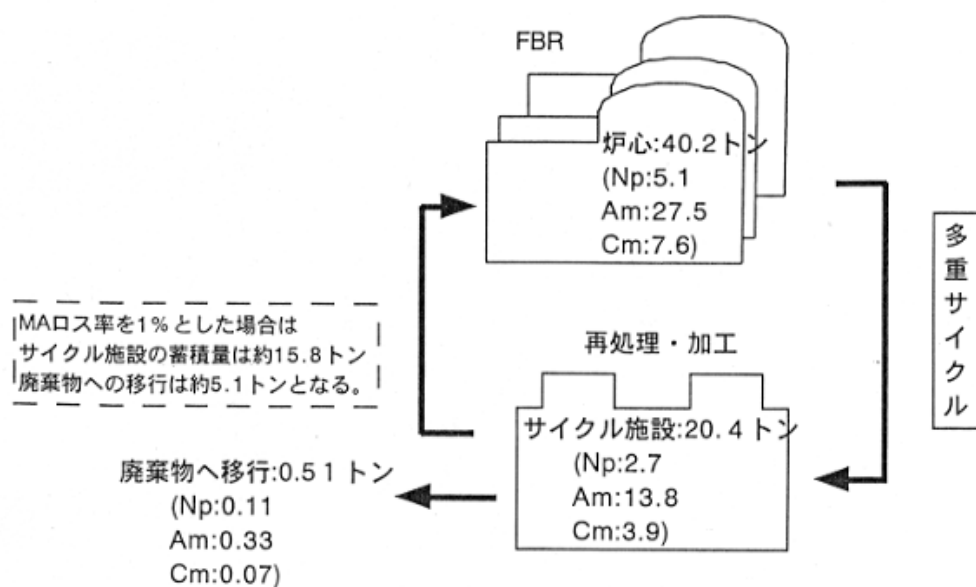 FBR
炉心:40.2トン
(Np:5.1
Am:27.5
Cm:7.6)
多重サイクル
MAロス率を1%とした場合は
サイクル施設の蓄積量は約15.8トン
廃棄物への移行は約5.1トンとなる。
再処理・加工
サイクル施設:20.4トン
(Np:2.7
Am:13.8
Cm:3.9)
廃棄物へ移行:0.51トン
(Np:0.11
Am:0.33
Cm:0.07)